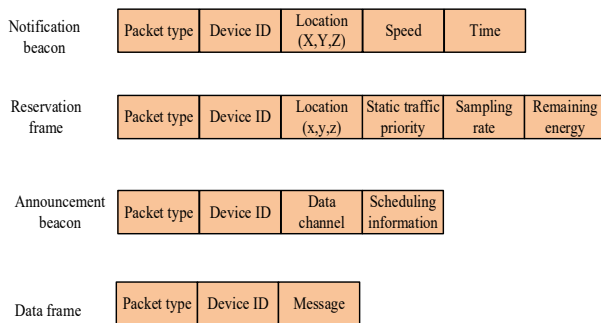 Notification beacon
Packet type
Device ID
Location (X,Y,Z)
Speed
Time
Reservation frame
Packet type
Device ID
Location (x,y,z)
Static traffic priority
Sampling rate
Remaining energy
Announcement beacon
Packet type
Device ID
Data channel
Scheduling information
Data frame
Packet type
Device ID
Message